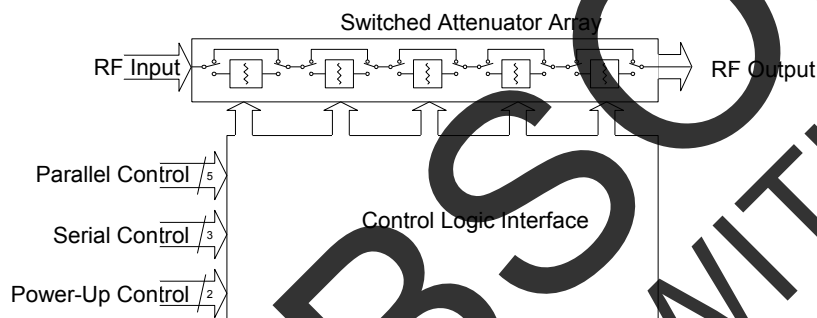 Switched Attenuator Array
RF Input
RF Output
Parallel Control 5
Control Logic Interface
Serial Control 3
Power-Up Control 2